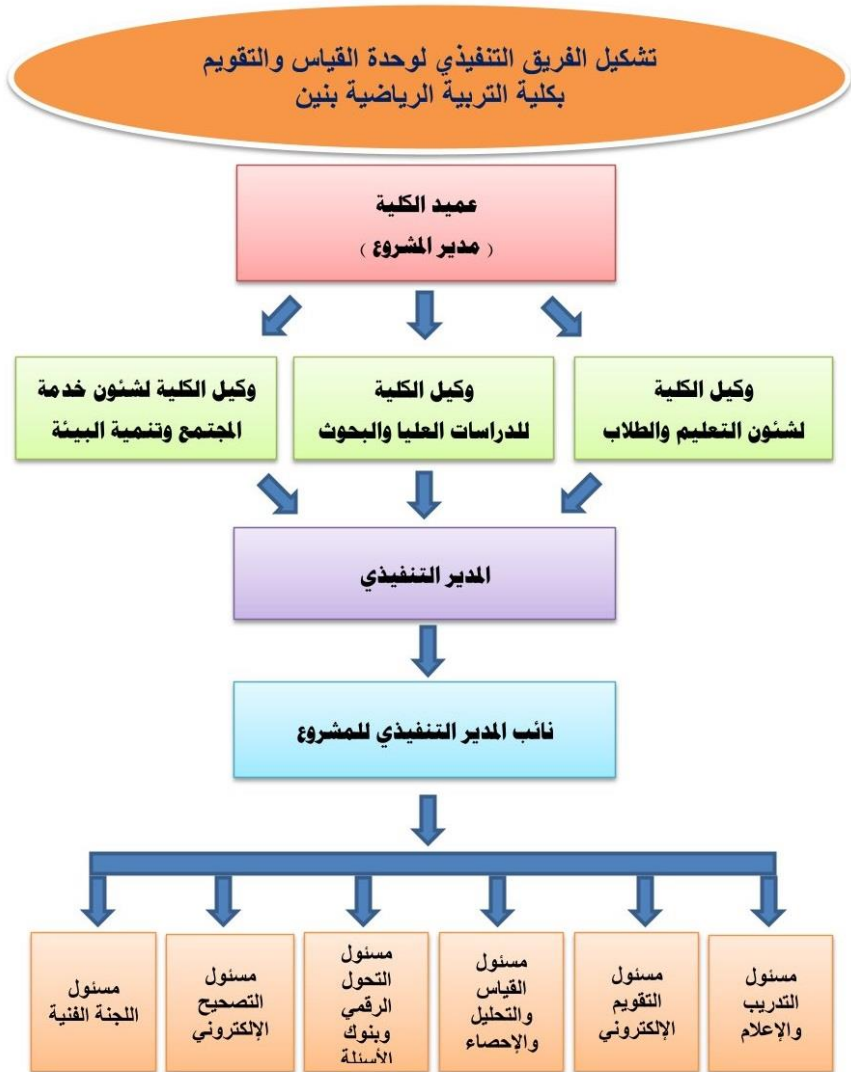 تشكيل الفريق التنفيذي لوحدة القياس والتقويم
بكلية التربية الرياضية بنين
عميد الكلية
( مدير المشروع )
وكيل الكلية
لشئون التعليم والطلاب
وكيل الكلية
للدراسات العليا والبحوث
وكيل الكلية لشئون خدمة
المجتمع وتنمية البيئة
المدير التنفيذي
نائب المدير التنفيذي للمشروع
مسئول
التدريب
والإعلام
مسئول
التقويم
الإلكتروني
مسئول
القياس
والتحليل
والإحصاء
مسئول
التحول
الرقمي
وبنوك
الأسئلة
مسئول
التصحيح
الإلكتروني
مسئول
اللجنة الفنية